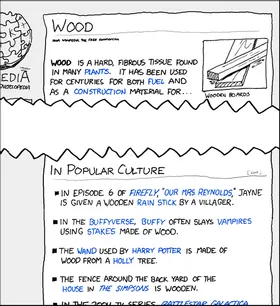 WOOD
FROM WIKIPEDIA, THE FREE ENCYCLOPEDIA
WOOD IS A HARD, FIBROUS TISSUE FOUND
IN MANY PLANTS. IT HAS BEEN USED
FOR CENTURIES FOR BOTH FUEL AND
AS A CONSTRUCTION MATERIAL FOR...
WOODEN BOARDS
PEDIA
ENCYCLOPEDIA
IN POPULAR CULTURE
▪ IN EPISODE 6 OF FIREFLY, "OUR MRS REYNOLDS," JAYNE
IS GIVEN A WOODEN RAIN STICK BY A VILLAGER.
▪ IN THE BUFFYVERSE, BUFFY OFTEN SLAYS VAMPIRES
USING STAKES MADE OF WOOD.
▪ THE WAND USED BY HARRY POTTER IS MADE OF
WOOD FROM A HOLLY TREE.
▪ THE FENCE AROUND THE BACK YARD OF THE
HOUSE IN THE SIMPSONS IS WOODEN.
▪ IN THE 2004 TV SERIES BATTLESTAR GALACTICA